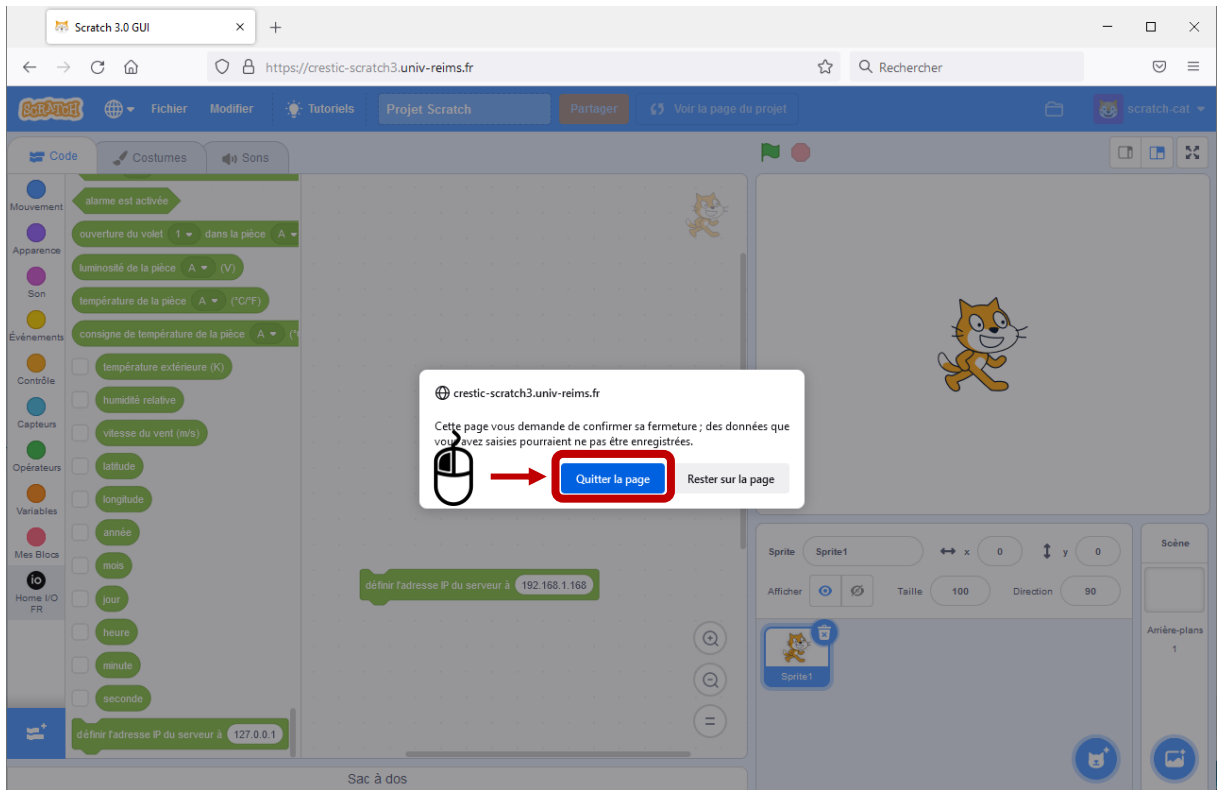 Scratch 3.0 GUI
https://crestic-scratch3.univ-reims.fr
Rechercher
SCRATCH
Fichier
Modifier
Tutoriels
Projet Scratch
Partager
Voir la page du projet
scratch-cat
Code
Costumes
Sons
Mouvement
Apparence
Son
Événements
Contrôle
Capteurs
Opérateurs
Variables
Mes Blocs
io
Home I/O
FR
alarme est activée
ouverture du volet 1 dans la pièce A
luminosité de la pièce A (V)
température de la pièce A (°C/°F)
consigne de température de la pièce A
température extérieure (K)
humidité relative
vitesse du vent (m/s)
latitude
longitude
année
mois
jour
heure
minute
seconde
définir l'adresse IP du serveur à 127.0.0.1
définir l'adresse IP du serveur à 192.168.1.168
crestic-scratch3.univ-reims.fr
Cette page vous demande de confirmer sa fermeture ; des données que
vous avez saisies pourraient ne pas être enregistrées.
Quitter la page
Rester sur la page
Sac à dos
Sprite Sprite1 x 0 y 0
Afficher Taille 100 Direction 90
Sprite1
Scène
Arrière-plans
1